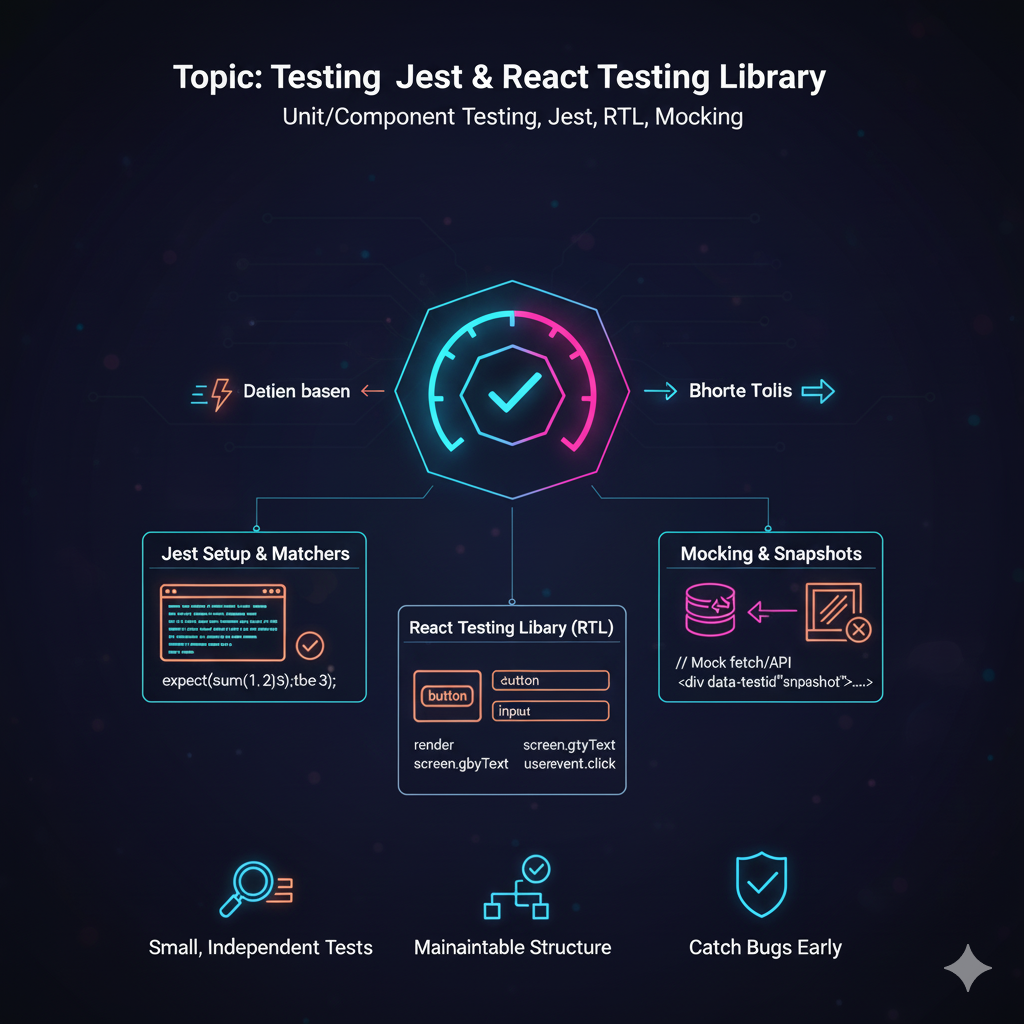 Topic: Testing Jest & React Testing Library
Unit/Component Testing, Jest, RTL, Mocking
Detien basen
Bhorte Tolis
Jest Setup & Matchers
expect(sum(1, 2)S);tbe 3);
React Testing Libary (RTL)
button
cutton
input
render
screen.gtyText
screen.gbyText
userevent.click
Mocking & Snapshots
// Mock fetch/API
<div data-testid"snpashot">....>
Small, Independent Tests
Mainaintable Structure
Catch Bugs Early